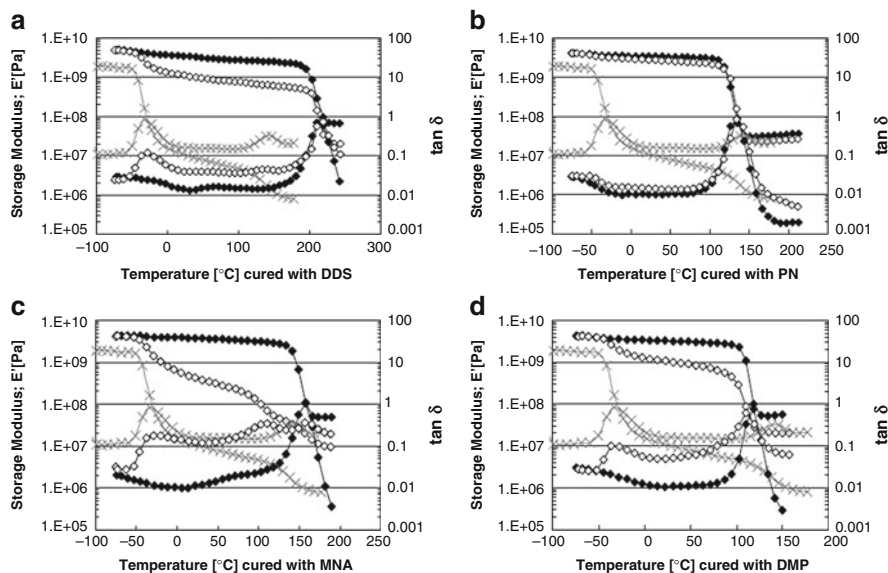 a
1.E+10
1.E+09
1.E+08
1.E+07
1.E+06
1.E+05
Storage Modulus; E'[Pa]
100
10
1
0.1
0.01
0.001
tan δ
−100 0 100 200 300
Temperature [°C] cured with DDS
b
1.E+10
1.E+09
1.E+08
1.E+07
1.E+06
1.E+05
Storage Modulus; E'[Pa]
100
10
1
0.1
0.01
0.001
tan δ
−100 −50 0 50 100 150 200 250
Temperature [°C] cured with PN
c
1.E+10
1.E+09
1.E+08
1.E+07
1.E+06
1.E+05
Storage Modulus; E'[Pa]
100
10
1
0.1
0.01
0.001
tan δ
−100 −50 0 50 100 150 200 250
Temperature [°C] cured with MNA
d
1.E+10
1.E+09
1.E+08
1.E+07
1.E+06
1.E+05
Storage Modulus; E'[Pa]
100
10
1
0.1
0.01
0.001
tan δ
−100 −50 0 50 100 150 200
Temperature [°C] cured with DMP